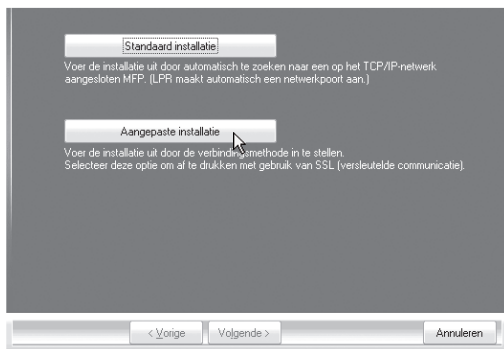 Standaard installatie
Voer de installatie uit door automatisch te zoeken naar een op het TCP/IP-netwerk
aangesloten MFP. (LPR maakt automatisch een netwerkpoort aan.)
Aangepaste installatie
Voer de installatie uit door de verbindingsmethode in te stellen.
Selecteer deze optie om af te drukken met gebruik van SSL (versleutelde communicatie).
< Vorige
Volgende >
Annuleren